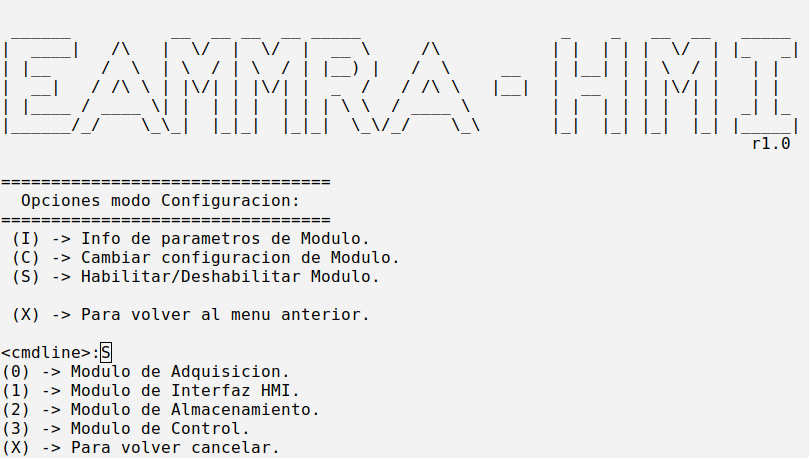 EAMMRA-HMI
r1.0
=================================
Opciones modo Configuracion:
=================================
(I) -> Info de parametros de Modulo.
(C) -> Cambiar configuracion de Modulo.
(S) -> Habilitar/Deshabilitar Modulo.
(X) -> Para volver al menu anterior.
<cmdline>:S
(0) -> Modulo de Adquisicion.
(1) -> Modulo de Interfaz HMI.
(2) -> Modulo de Almacenamiento.
(3) -> Modulo de Control.
(X) -> Para volver cancelar.